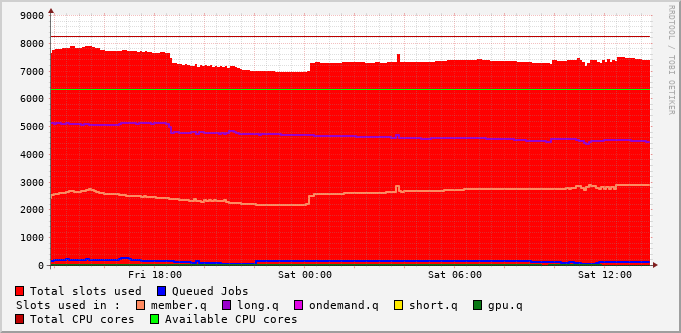 9000
8000
7000
6000
5000
4000
3000
2000
1000
0
Fri 18:00 Sat 00:00 Sat 06:00 Sat 12:00
RRDTOOL / TOBI OETIKER
Total slots used Queued Jobs
Slots used in : member.q long.q ondemand.q short.q gpu.q
Total CPU cores Available CPU cores